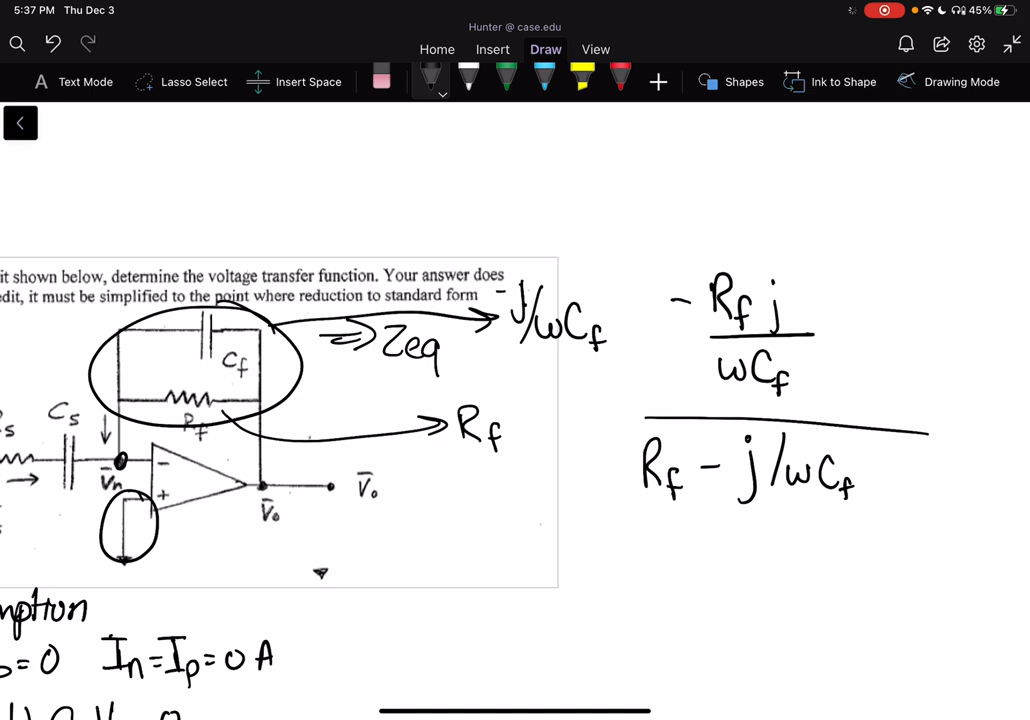 5:37 PM Thu Dec 3
45%
Hunter @ case.edu
Home Insert Draw View
Text Mode Lasso Select Insert Space Shapes Ink to Shape Drawing Mode
it shown below, determine the voltage transfer function. Your answer does
edit, it must be simplified to the point where reduction to standard form
Cf
⇒ Zeq
-j/ωCf
Rf
Rf
s
Cs
V̄n
-
+
V̄o
V̄o
- Rf j
ωCf
Rf - j/ωCf
mption
= 0 In = Ip = 0 A